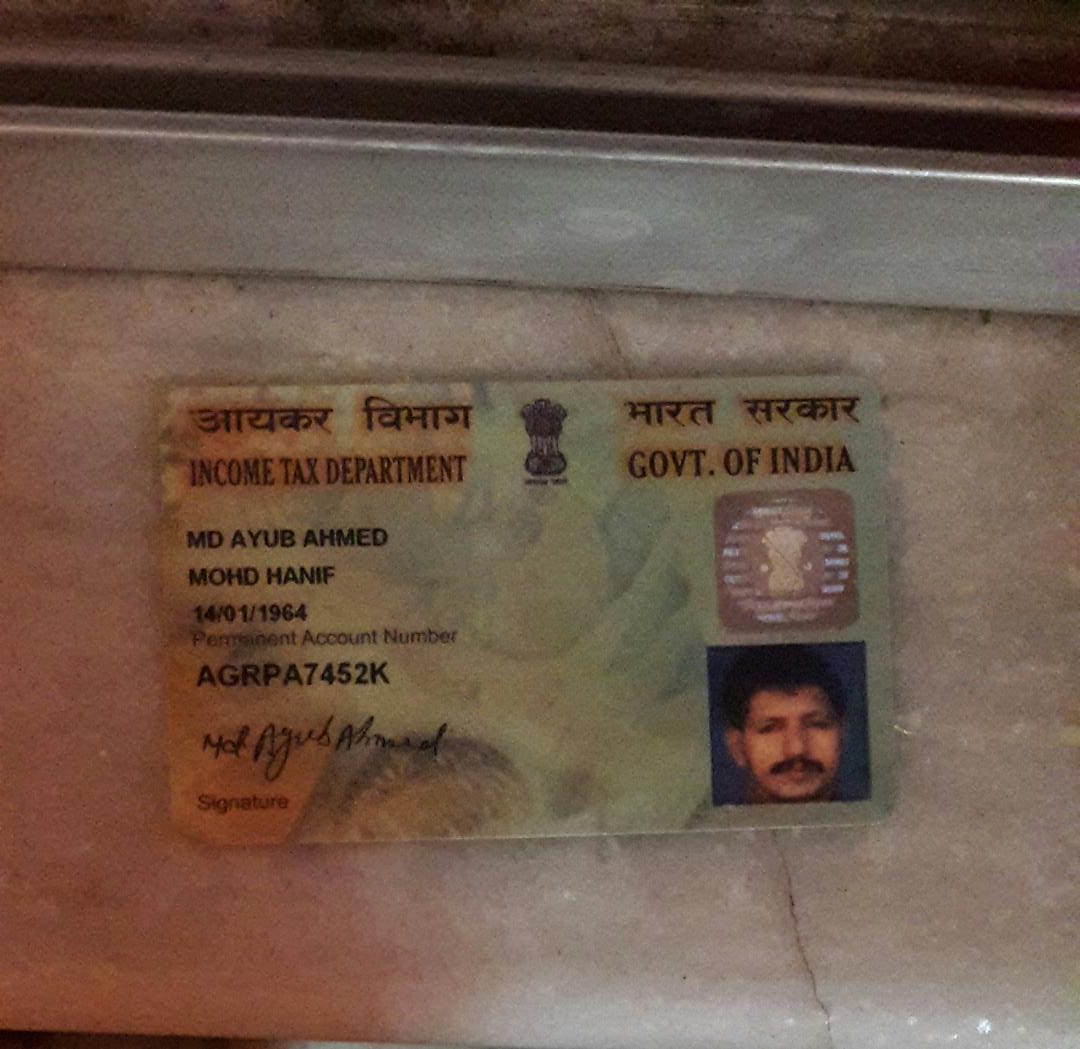 आयकर विभाग
INCOME TAX DEPARTMENT
भारत सरकार
GOVT. OF INDIA
MD AYUB AHMED
MOHD HANIF
14/01/1964
Permanent Account Number
AGRPA7452K
Md Ayub Ahmed
Signature